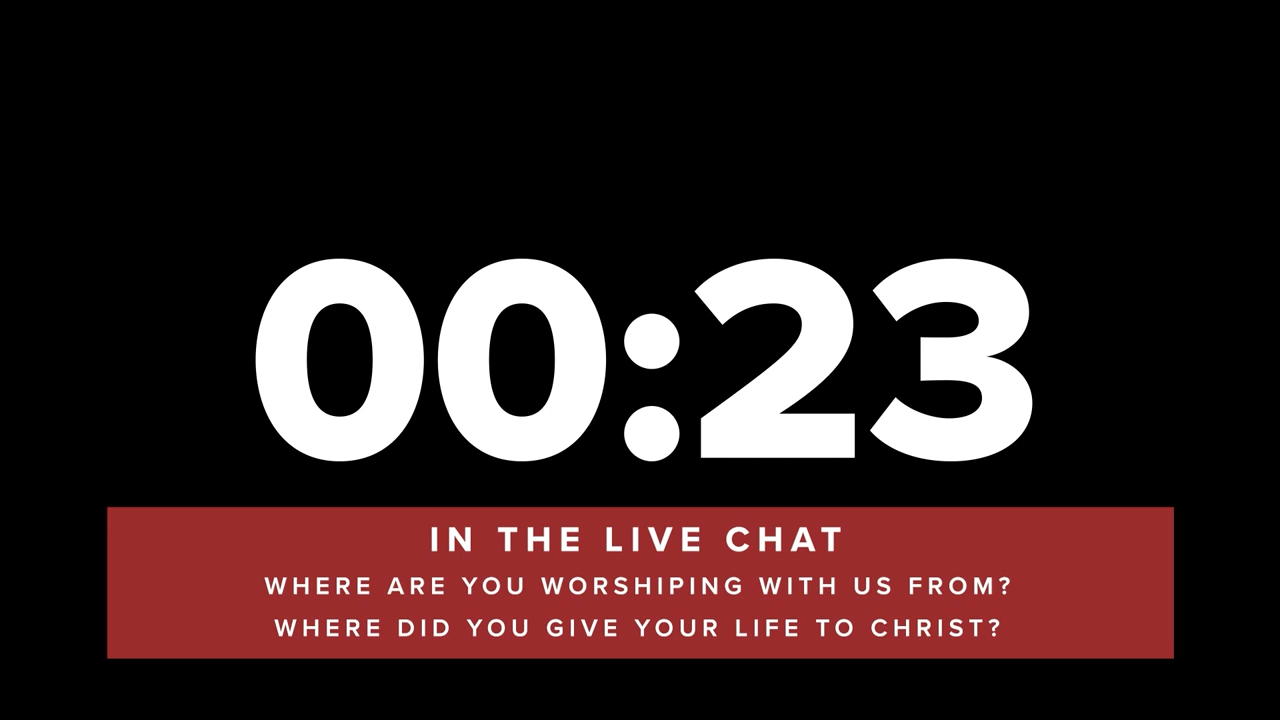 00:23
IN THE LIVE CHAT
WHERE ARE YOU WORSHIPING WITH US FROM?
WHERE DID YOU GIVE YOUR LIFE TO CHRIST?